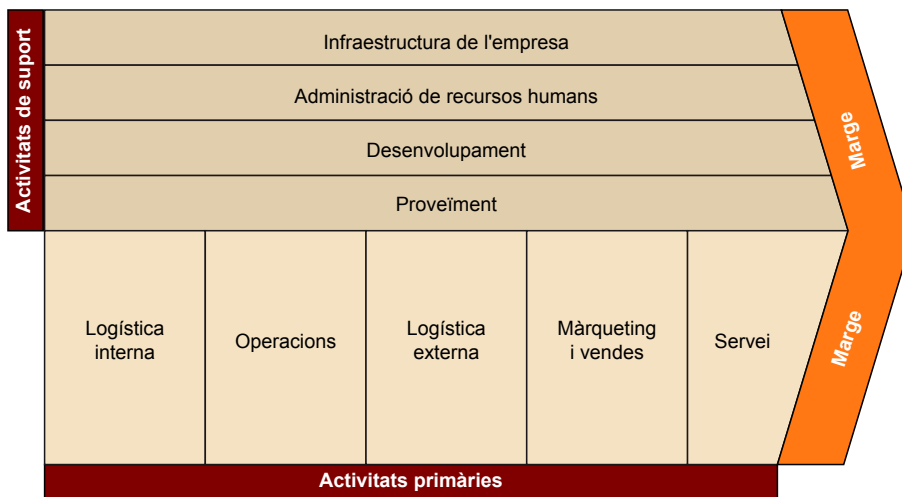 Activitats de suport
Infraestructura de l'empresa
Administració de recursos humans
Desenvolupament
Proveïment
Marge
Logística
interna
Operacions
Logística
externa
Màrqueting
i vendes
Servei
Marge
Activitats primàries